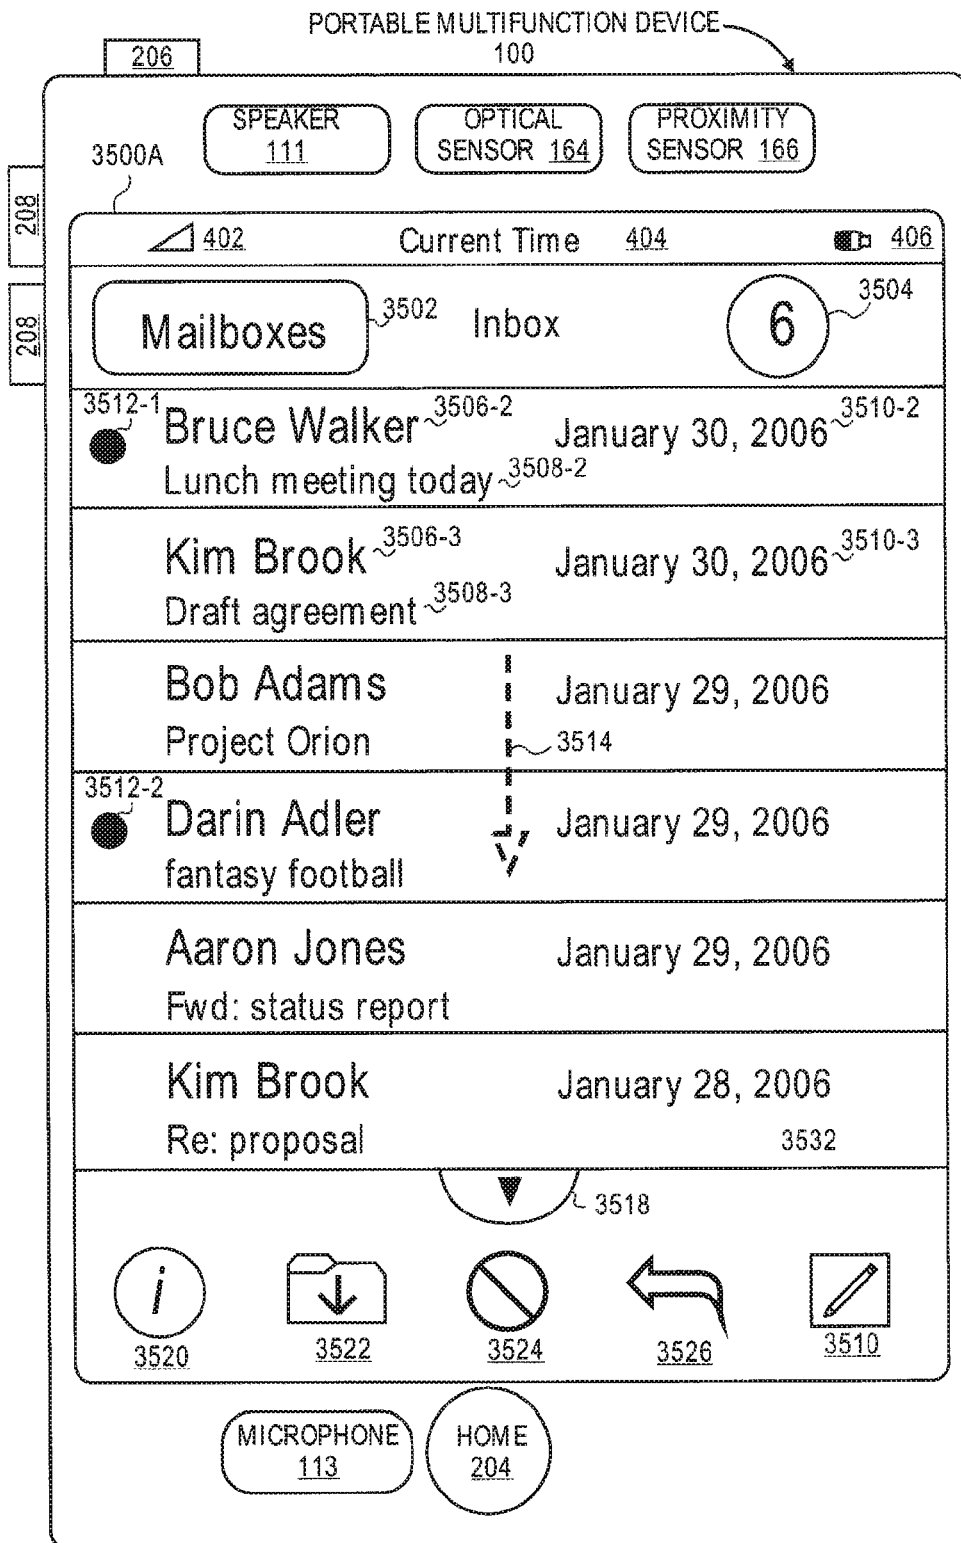 PORTABLE MULTIFUNCTION DEVICE
100
206
SPEAKER
111
OPTICAL
SENSOR 164
PROXIMITY
SENSOR 166
3500A
208
208
402 Current Time 404 406
Mailboxes 3502 Inbox 6 3504
3512-1
Bruce Walker 3506-2 January 30, 2006 3510-2
Lunch meeting today 3508-2
Kim Brook 3506-3 January 30, 2006 3510-3
Draft agreement 3508-3
Bob Adams January 29, 2006
Project Orion 3514
3512-2
Darin Adler January 29, 2006
fantasy football
Aaron Jones January 29, 2006
Fwd: status report
Kim Brook January 28, 2006
Re: proposal 3532
3518
i
3520 3522 3524 3526 3510
MICROPHONE
113
HOME
204